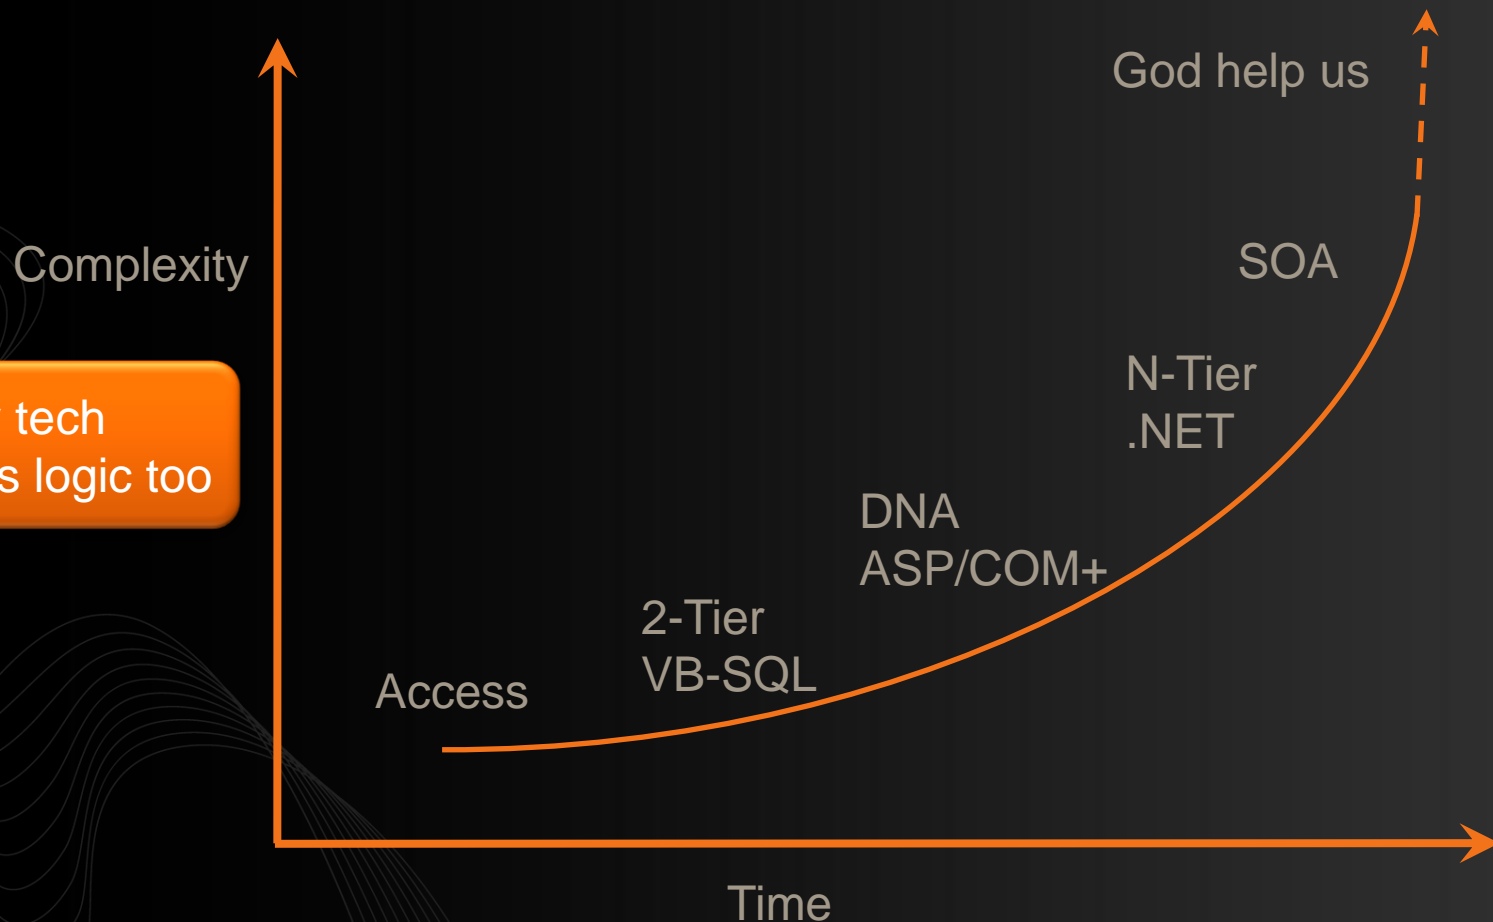 God help us
Complexity
SOA
N-Tier
.NET
tech
s logic too
DNA
ASP/COM+
2-Tier
VB-SQL
Access
Time